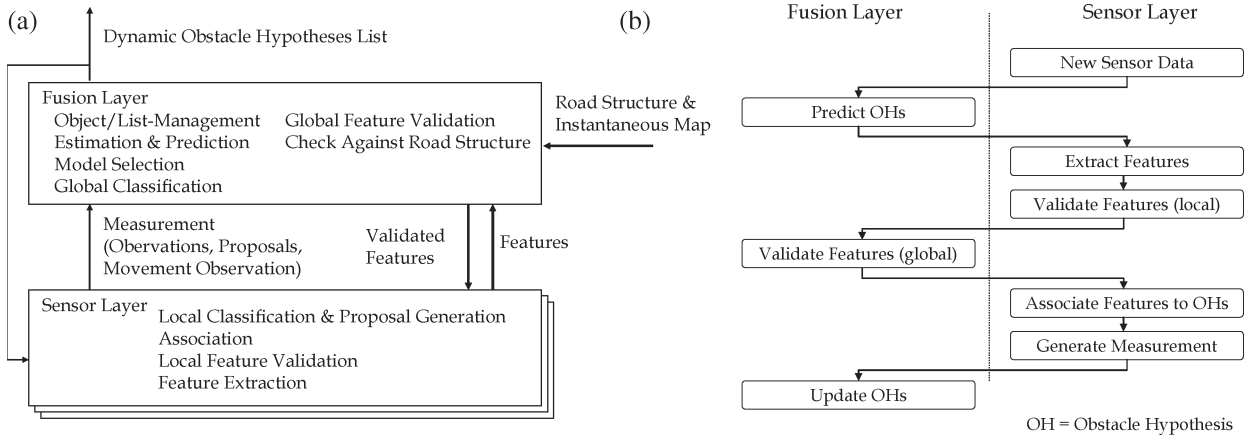 (a)
Dynamic Obstacle Hypotheses List
Fusion Layer
Object/List-Management
Estimation & Prediction
Model Selection
Global Classification
Global Feature Validation
Check Against Road Structure
Road Structure &
Instantaneous Map
Measurement
(Obervations, Proposals,
Movement Observation)
Validated
Features
Features
Sensor Layer
Local Classification & Proposal Generation
Association
Local Feature Validation
Feature Extraction
(b)
Fusion Layer
Sensor Layer
New Sensor Data
Predict OHs
Extract Features
Validate Features (local)
Validate Features (global)
Associate Features to OHs
Generate Measurement
Update OHs
OH = Obstacle Hypothesis